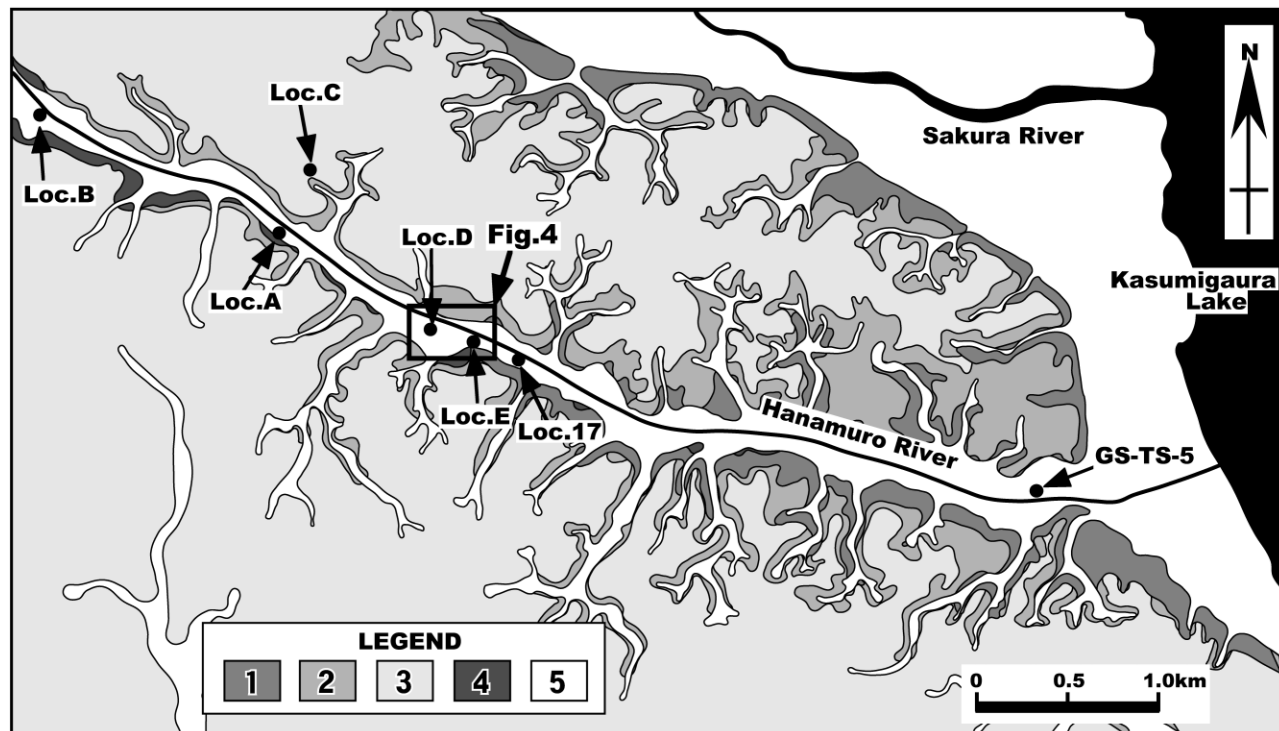 N
Loc.C
Sakura River
Loc.B
Loc.D
Fig.4
Kasumigaura
Lake
Loc.A
Loc.E
Loc.17
Hanamuro River
GS-TS-5
LEGEND
1 2 3 4 5
0 0.5 1.0km